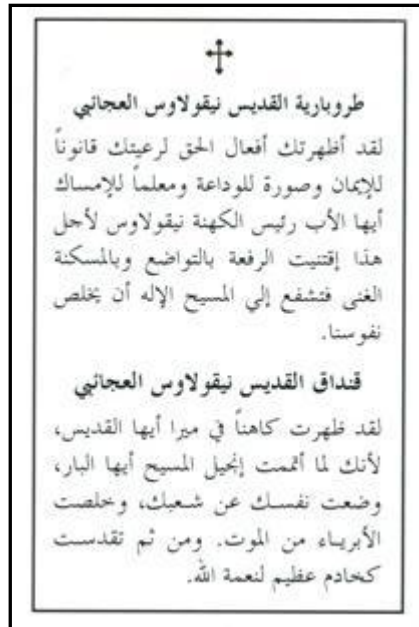 طروبارية القديس نيقولاوس العجائبي
لقد أظهرتك أفعال الحق لرعيتك قانوناً
للإيمان وصورة للوداعة ومعلماً للإمساك
أيها الأب رئيس الكهنة نيقولاوس لأجل
هذا إقتنيت الرفعة بالتواضع وبالمسكنة
الغنى فتشفع إلي المسيح الإله أن يخلص
نفوسنا.
قنداق القديس نيقولاوس العجائبي
لقد ظهرت كاهناً في ميرا أيها القديس،
لأنك لما أتممت إنجيل المسيح أيها البار،
وضعت نفسك عن شعبك، وخلصت
الأبرياء من الموت. ومن ثم تقدست
كخادم عظيم لنعمة الله.